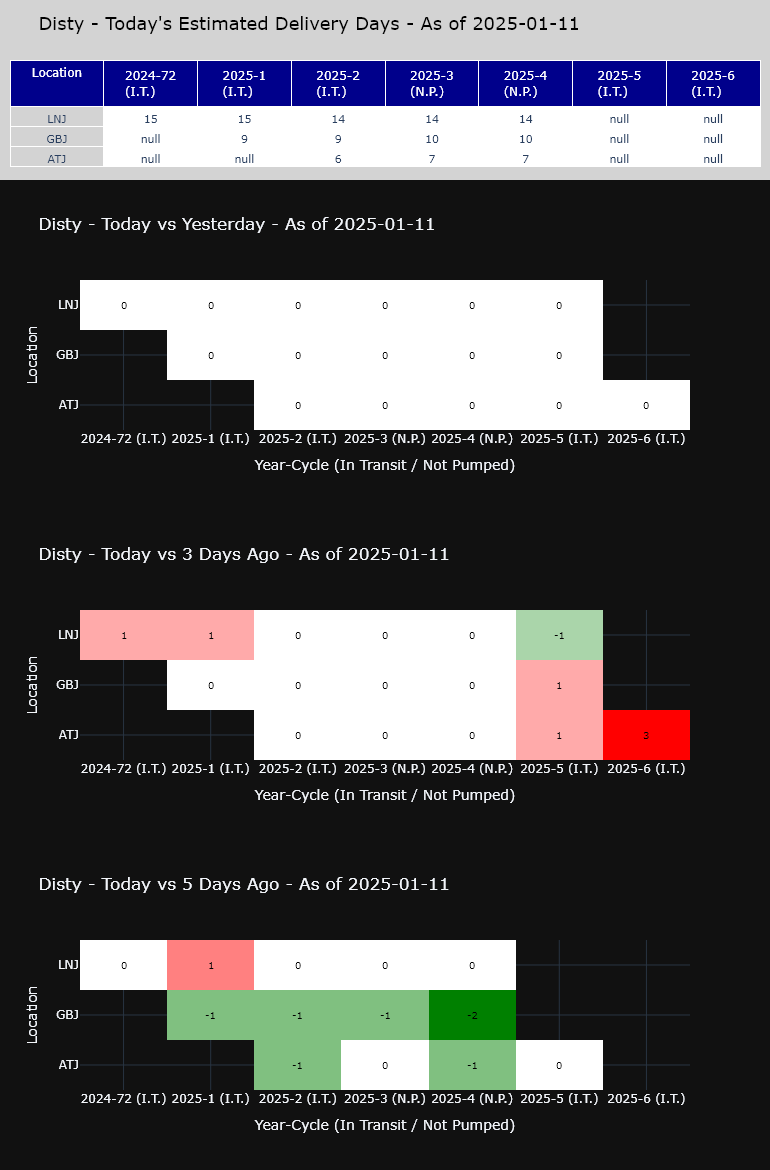 Disty - Today's Estimated Delivery Days - As of 2025-01-11
Location 2024-72 (I.T.) 2025-1 (I.T.) 2025-2 (I.T.) 2025-3 (N.P.) 2025-4 (N.P.) 2025-5 (I.T.) 2025-6 (I.T.)
LNJ 15 15 14 14 14 null null
GBJ null 9 9 10 10 null null
ATJ null null 6 7 7 null null
Disty - Today vs Yesterday - As of 2025-01-11
Location
LNJ 0 0 0 0 0 0
GBJ 0 0 0 0 0
ATJ 0 0 0 0 0
2024-72 (I.T.) 2025-1 (I.T.) 2025-2 (I.T.) 2025-3 (N.P.) 2025-4 (N.P.) 2025-5 (I.T.) 2025-6 (I.T.)
Year-Cycle (In Transit / Not Pumped)
Disty - Today vs 3 Days Ago - As of 2025-01-11
Location
LNJ 1 1 0 0 0 -1
GBJ 0 0 0 0 1
ATJ 0 0 0 1 3
2024-72 (I.T.) 2025-1 (I.T.) 2025-2 (I.T.) 2025-3 (N.P.) 2025-4 (N.P.) 2025-5 (I.T.) 2025-6 (I.T.)
Year-Cycle (In Transit / Not Pumped)
Disty - Today vs 5 Days Ago - As of 2025-01-11
Location
LNJ 0 1 0 0 0
GBJ -1 -1 -1 -2
ATJ -1 0 -1 0
2024-72 (I.T.) 2025-1 (I.T.) 2025-2 (I.T.) 2025-3 (N.P.) 2025-4 (N.P.) 2025-5 (I.T.) 2025-6 (I.T.)
Year-Cycle (In Transit / Not Pumped)